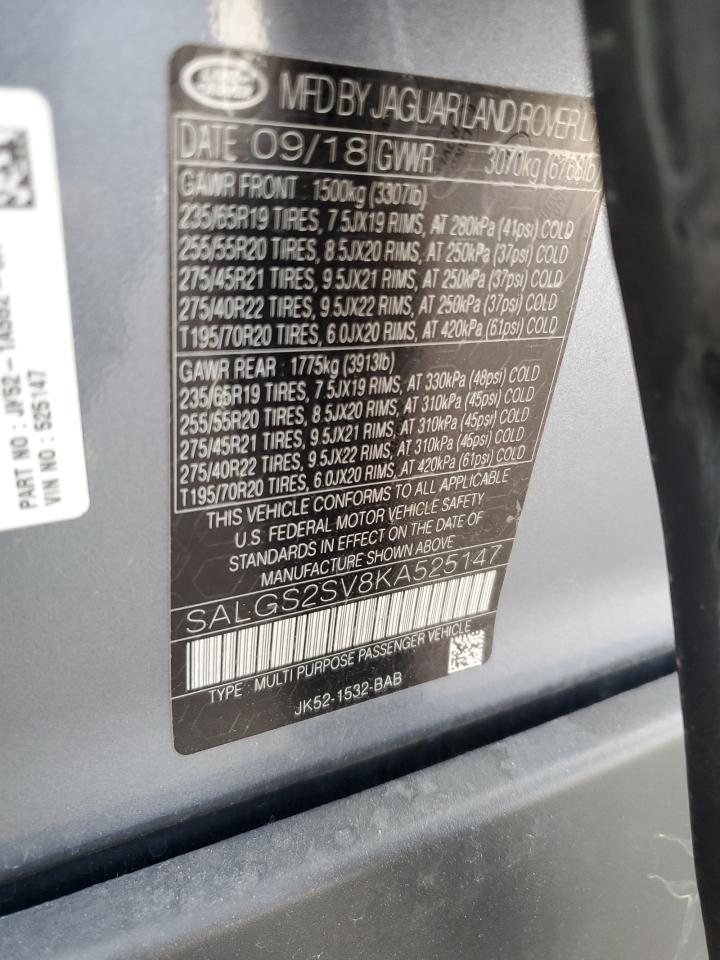 MFD BY JAGUAR LAND ROVER
DATE 09/18 GVWR 3070kg (6768lb
GAWR FRONT : 1500kg (3307lb)
235/65R19 TIRES, 7.5JX19 RIMS, AT 280kPa (41psi) COLD
255/55R20 TIRES, 8.5JX20 RIMS, AT 250kPa (37psi) COLD
275/45R21 TIRES, 9.5JX21 RIMS, AT 250kPa (37psi) COLD
275/40R22 TIRES, 9.5JX22 RIMS, AT 250kPa (37psi) COLD
T195/70R20 TIRES, 6.0JX20 RIMS, AT 420kPa (61psi) COLD
GAWR REAR : 1775kg (3913lb)
235/65R19 TIRES, 7.5JX19 RIMS, AT 330kPa (48psi) COLD
255/55R20 TIRES, 8.5JX20 RIMS, AT 310kPa (45psi) COLD
275/45R21 TIRES, 9.5JX21 RIMS, AT 310kPa (45psi) COLD
275/40R22 TIRES, 9.5JX22 RIMS, AT 310kPa (45psi) COLD
T195/70R20 TIRES, 6.0JX20 RIMS, AT 420kPa (61psi) COLD
THIS VEHICLE CONFORMS TO ALL APPLICABLE
U.S. FEDERAL MOTOR VEHICLE SAFETY
STANDARDS IN EFFECT ON THE DATE OF
MANUFACTURE SHOWN ABOVE
SALGS2SV8KA525147
TYPE : MULTI PURPOSE PASSENGER VEHICLE
JK52-1532-BAB
PART NO :
VIN NO : 525147